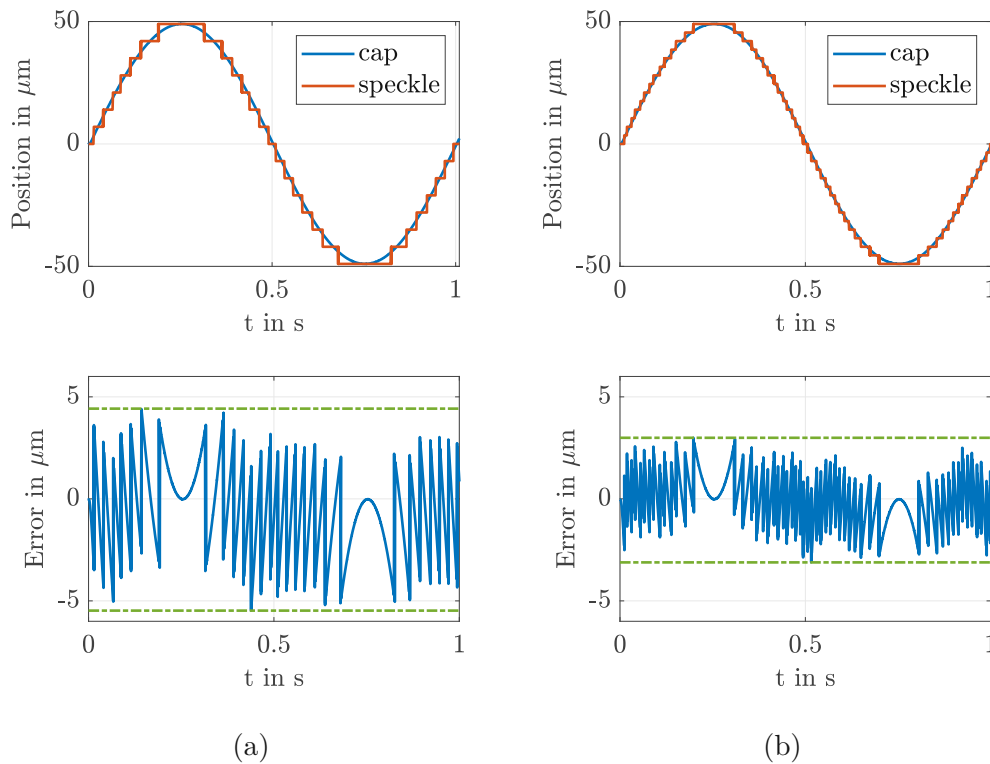 50
0
-50
Position in μm
cap
speckle
0
0.5
1
t in s
50
0
-50
Position in μm
cap
speckle
0
0.5
1
t in s
5
0
-5
Error in μm
0
0.5
1
t in s
5
0
-5
Error in μm
0
0.5
1
t in s
(a)
(b)